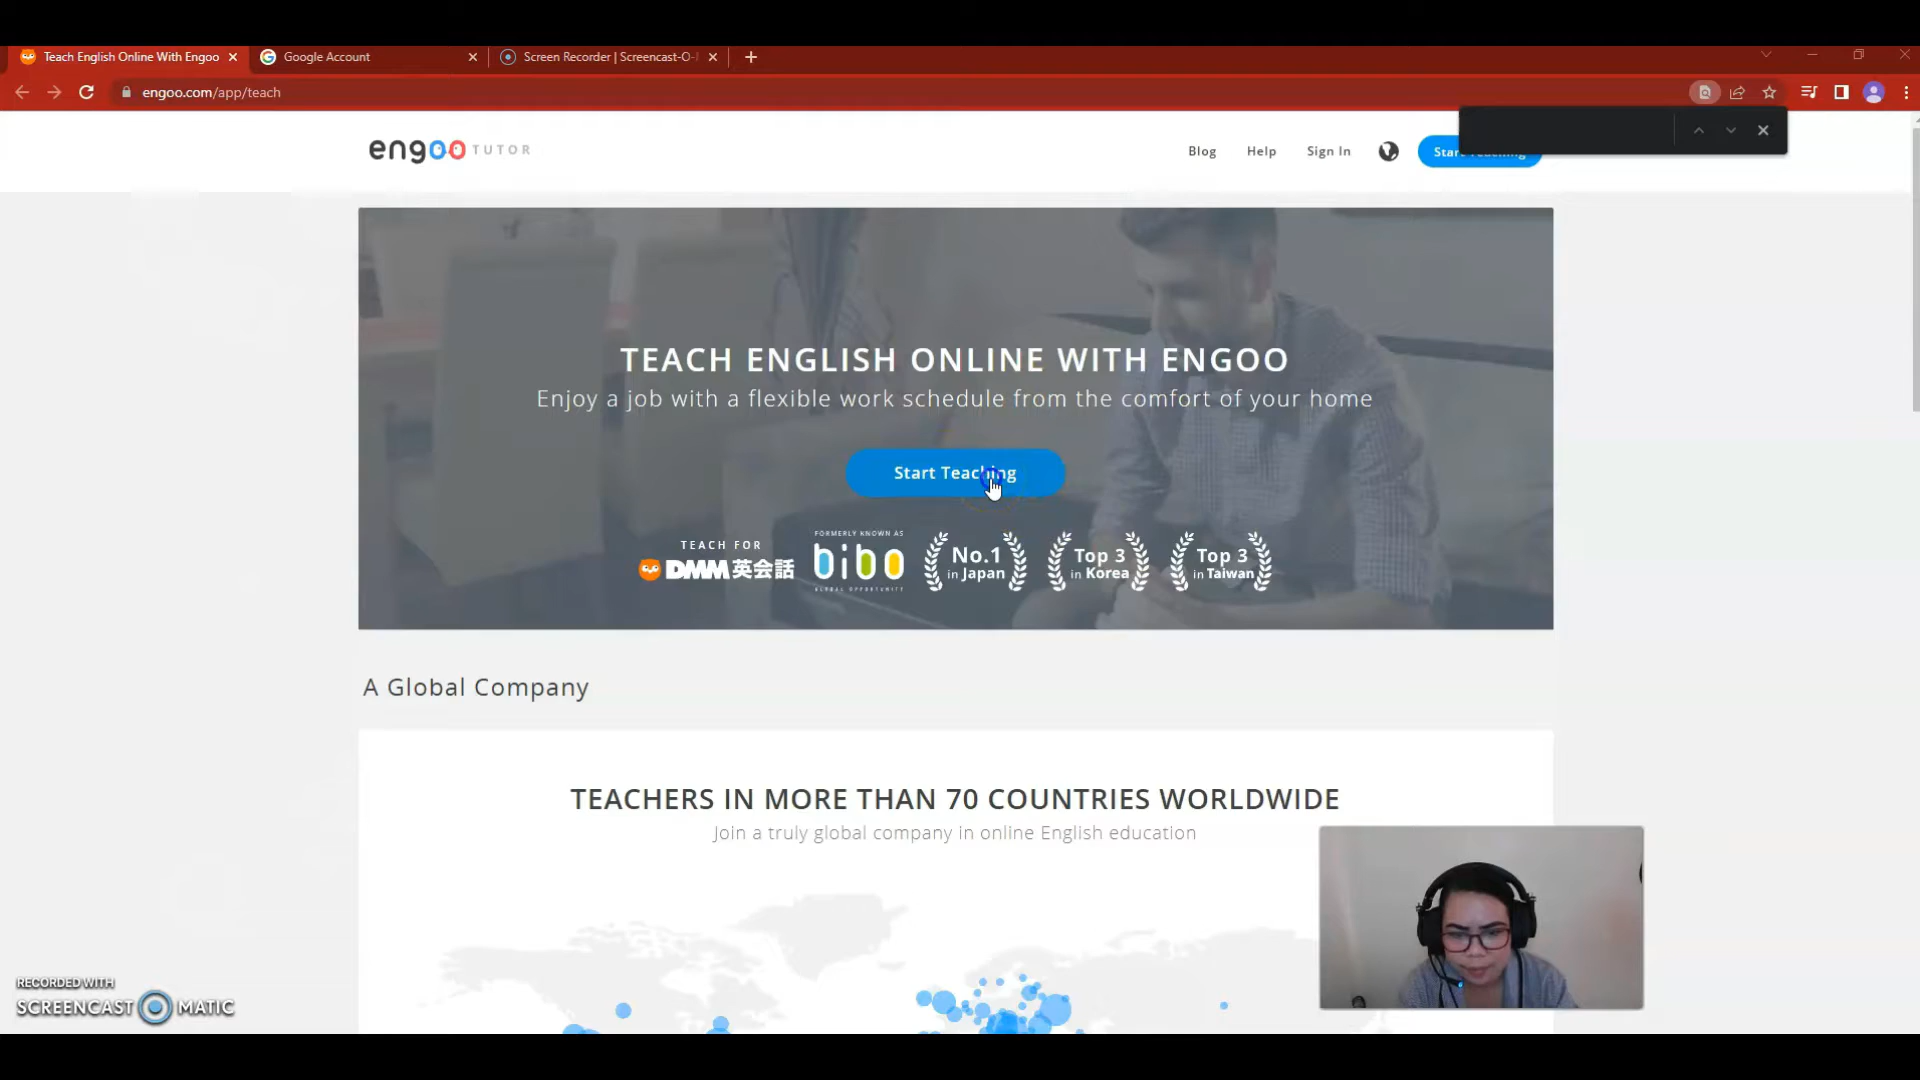 Teach English Online With Engoo
Google Account
Screen Recorder | Screencast-O-
engoo.com/app/teach
engoo TUTOR
Blog
Help
Sign In
TEACH ENGLISH ONLINE WITH ENGOO
Enjoy a job with a flexible work schedule from the comfort of your home
Start Teaching
TEACH FOR
DMM英会話
FORMERLY KNOWN AS
bibo
GLOBAL OPPORTUNITY
No.1
in Japan
Top 3
in Korea
Top 3
in Taiwan
A Global Company
TEACHERS IN MORE THAN 70 COUNTRIES WORLDWIDE
Join a truly global company in online English education
RECORDED WITH
SCREENCAST MATIC